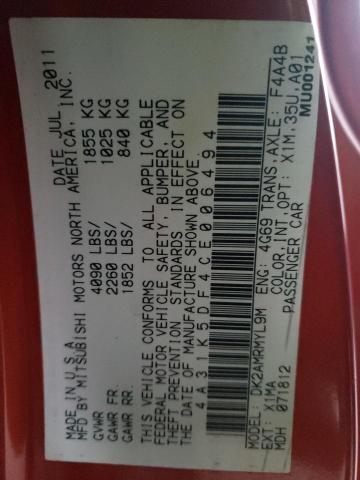 MADE IN U.S.A DATE JUL 2011
MFD BY MITSUBISHI MOTORS NORTH AMERICA, INC.
GVWR 4090 LBS/ 1855 KG
GAWR FR. 2260 LBS/ 1025 KG
GAWR RR. 1852 LBS/ 840 KG
THIS VEHICLE CONFORMS TO ALL APPLICABLE
FEDERAL MOTOR VEHICLE SAFETY, BUMPER, AND
THEFT PREVENTION STANDARDS IN EFFECT ON
THE DATE OF MANUFACTURE SHOWN ABOVE.
4A31K5DF4CE006494
MODEL: DK2AMRMYL9M ENG: 4G69 TRANS,AXLE: F4A4B
EXT: X1MA COLOR,INT,OPT: X1M,35U,A01
MDH 071812 PASSENGER CAR MU001241